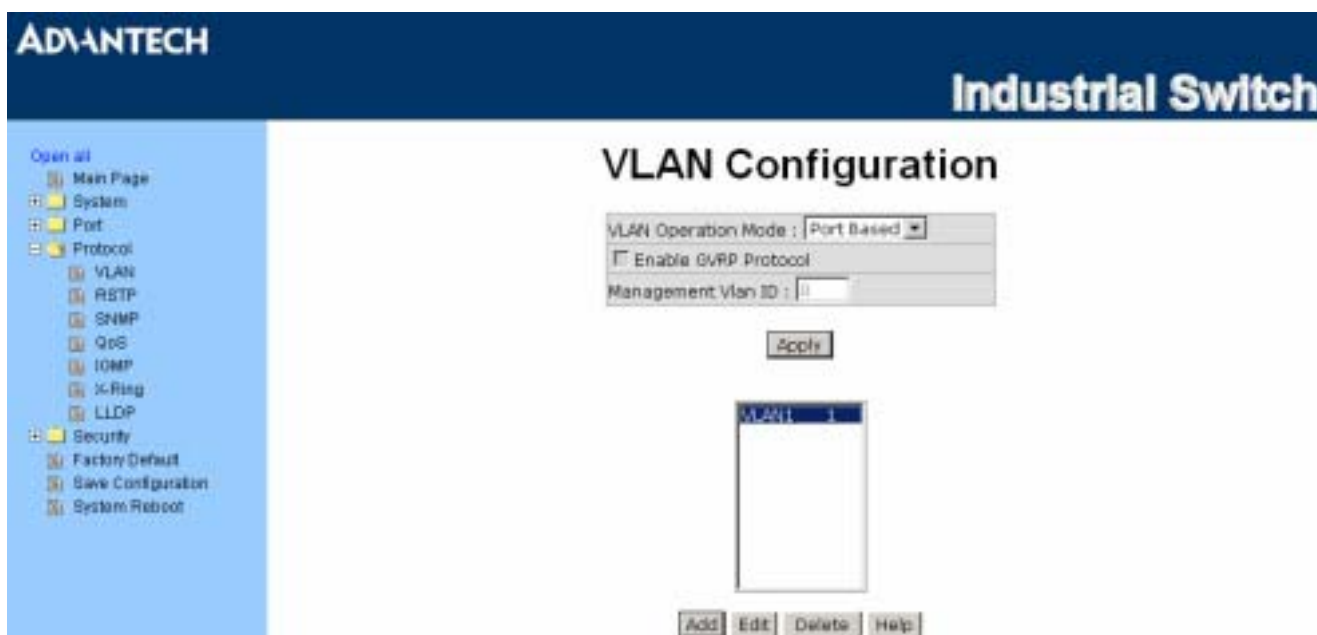 ADVANTECH
Industrial Switch
Open all
Main Page
System
Port
Protocol
VLAN
RSTP
SNMP
QoS
IGMP
X-Ring
LLDP
Security
Factory Default
Save Configuration
System Reboot
VLAN Configuration
VLAN Operation Mode : Port Based
Enable GVRP Protocol
Management Vlan ID : 0
Apply
VLAN1 1
Add Edit Delete Help